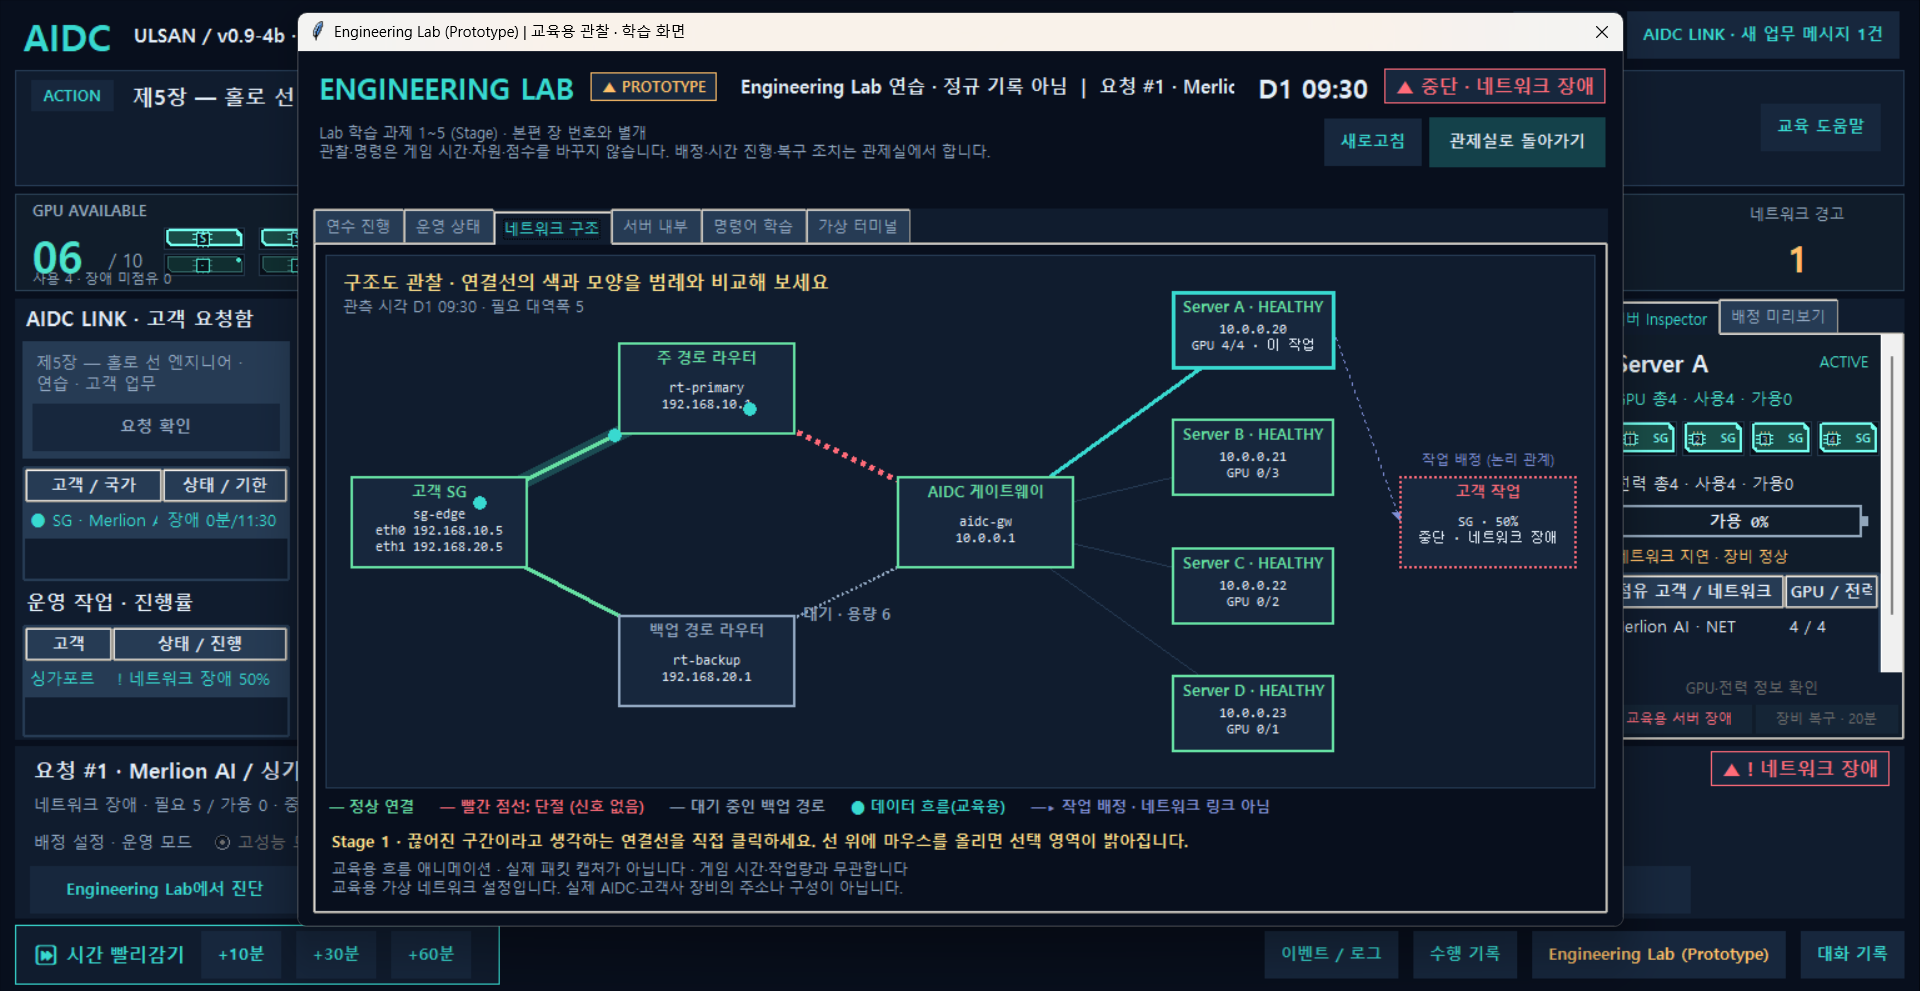 Engineering Lab (Prototype) | 교육용 관찰 · 학습 화면
AIDC
ULSAN / v0.9-4b ·
AIDC LINK · 새 업무 메시지 1건
ENGINEERING LAB
▲ PROTOTYPE
Engineering Lab 연습 · 정규 기록 아님 | 요청 #1 · Merlic
D1 09:30
▲ 중단 · 네트워크 장애
ACTION
제5장 — 홀로 선
교육 도움말
Lab 학습 과제 1~5 (Stage) · 본편 장 번호와 별개
관찰·명령은 게임 시간·자원·점수를 바꾸지 않습니다. 배정·시간 진행·복구 조치는 관제실에서 합니다.
새로고침
관제실로 돌아가기
GPU AVAILABLE
06 / 10
사용 4 · 장애 미점유 0
네트워크 경고
1
연수 진행
운영 상태
네트워크 구조
서버 내부
명령어 학습
가상 터미널
구조도 관찰 · 연결선의 색과 모양을 범례와 비교해 보세요
관측 시각 D1 09:30 · 필요 대역폭 5
주 경로 라우터
rt-primary
192.168.10.1
고객 SG
sg-edge
eth0 192.168.10.5
eth1 192.168.20.5
백업 경로 라우터
rt-backup
192.168.20.1
대기 · 용량 6
AIDC 게이트웨이
aidc-gw
10.0.0.1
Server A · HEALTHY
10.0.0.20
GPU 4/4 · 이 작업
Server B · HEALTHY
10.0.0.21
GPU 0/3
Server C · HEALTHY
10.0.0.22
GPU 0/2
Server D · HEALTHY
10.0.0.23
GPU 0/1
작업 배정 (논리 관계)
고객 작업
SG · 50%
중단 · 네트워크 장애
— 정상 연결
— 빨간 점선: 단절 (신호 없음)
— 대기 중인 백업 경로
● 데이터 흐름(교육용)
—▸ 작업 배정 · 네트워크 링크 아님
Stage 1 · 끊어진 구간이라고 생각하는 연결선을 직접 클릭하세요. 선 위에 마우스를 올리면 선택 영역이 밝아집니다.
교육용 흐름 애니메이션 · 실제 패킷 캡처가 아닙니다 · 게임 시간·작업량과 무관합니다
교육용 가상 네트워크 설정입니다. 실제 AIDC·고객사 장비의 주소나 구성이 아닙니다.
AIDC LINK · 고객 요청함
제5장 — 홀로 선 엔지니어 ·
연습 · 고객 업무
요청 확인
고객 / 국가
상태 / 기한
● SG · Merlion
장애 0분/11:30
운영 작업 · 진행률
고객
상태 / 진행
싱가포르
! 네트워크 장애 50%
요청 #1 · Merlion AI / 싱가
네트워크 장애 · 필요 5 / 가용 0 · 중
배정 설정 · 운영 모드
고성능
Engineering Lab에서 진단
시간 빨리감기
+10분
+30분
+60분
Inspector
배정 미리보기
Server A
ACTIVE
GPU 총4 · 사용4 · 가용0
1 SG
2 SG
3 SG
4 SG
전력 총4 · 사용4 · 가용0
가용 0%
네트워크 지연 · 장비 정상
점유 고객 / 네트워크
GPU / 전력
Merlion AI · NET
4 / 4
GPU·전력 정보 확인
교육용 서버 장애
장비 복구 · 20분
▲ ! 네트워크 장애
이벤트 / 로그
수행 기록
Engineering Lab (Prototype)
대화 기록